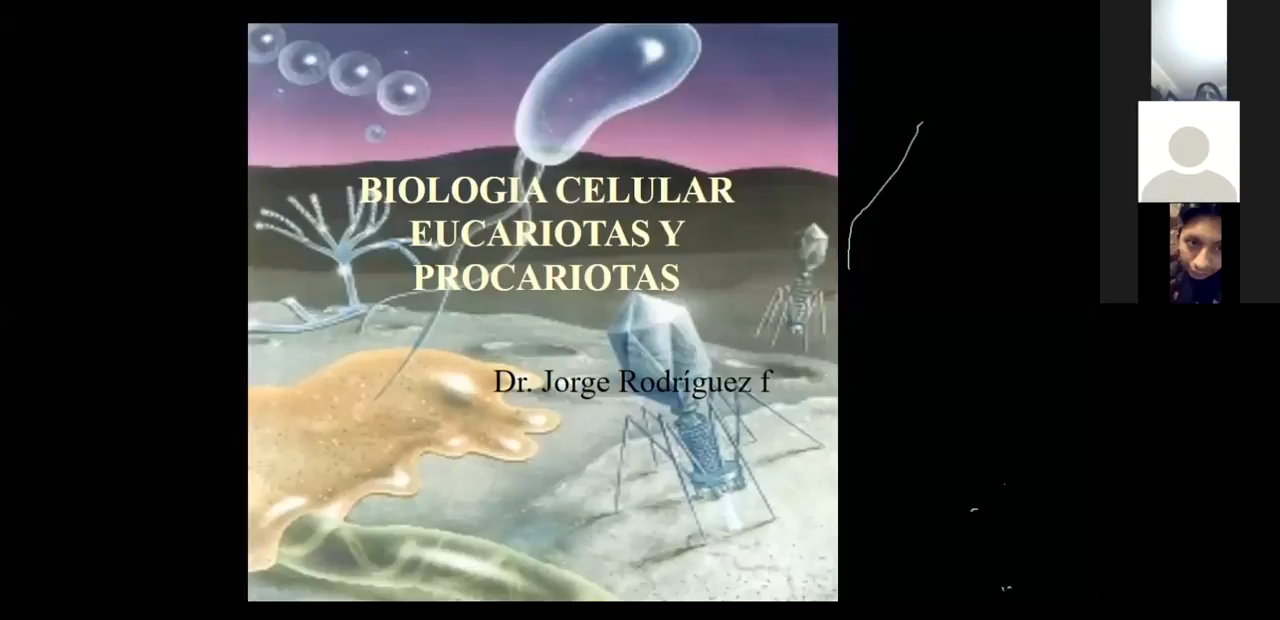 BIOLOGIA CELULAR
EUCARIOTAS Y
PROCARIOTAS
Dr. Jorge Rodríguez f